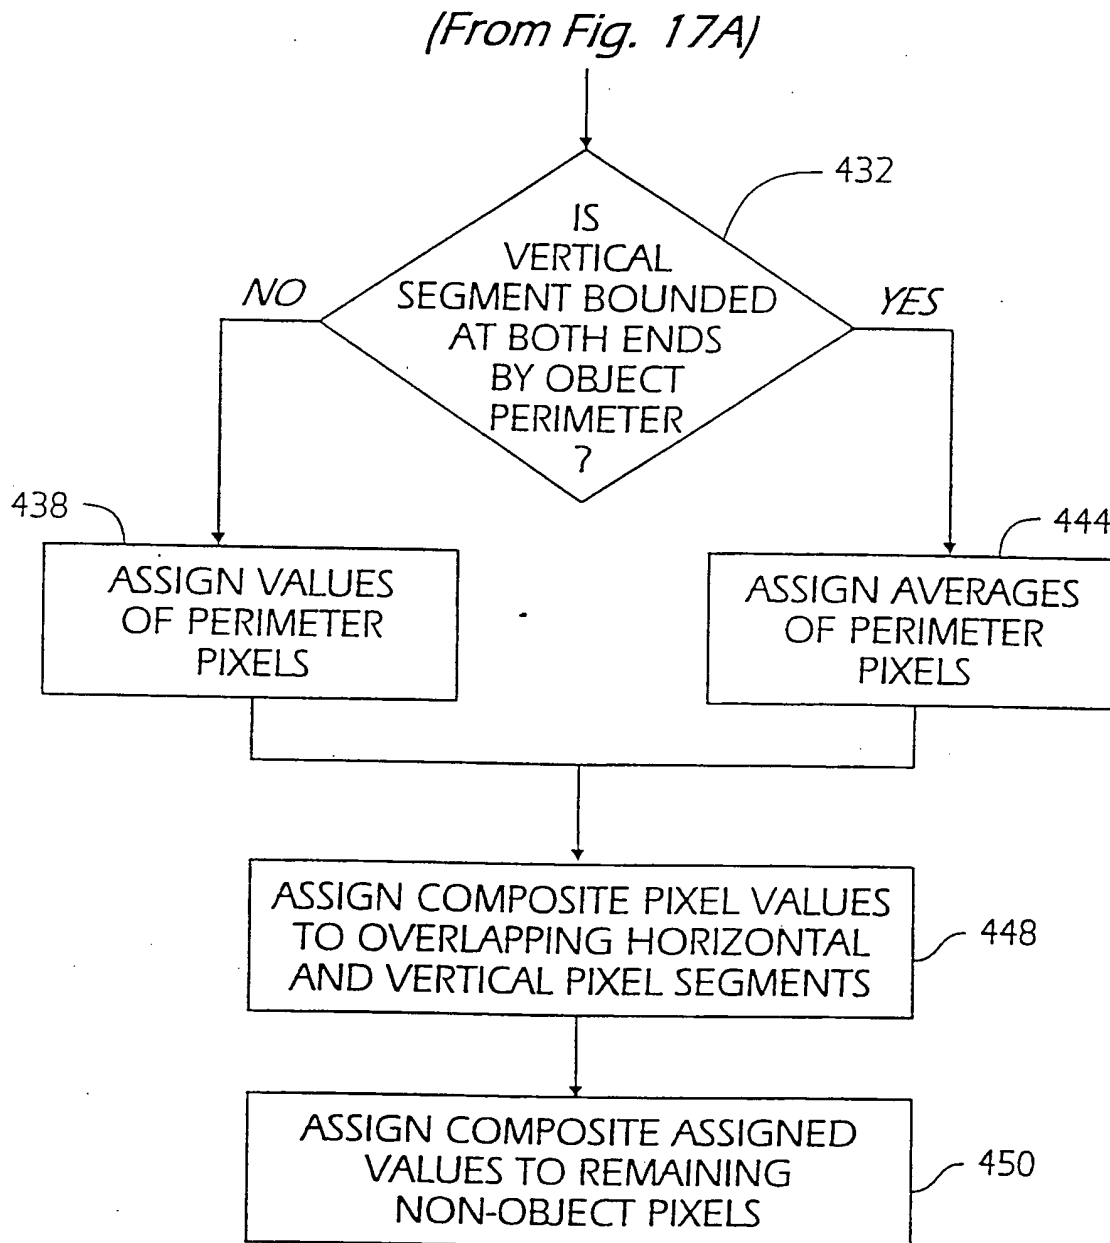 (From Fig. 17A)
432
IS
VERTICAL
SEGMENT BOUNDED
AT BOTH ENDS
BY OBJECT
PERIMETER
?
NO
YES
438
ASSIGN VALUES
OF PERIMETER
PIXELS
444
ASSIGN AVERAGES
OF PERIMETER
PIXELS
ASSIGN COMPOSITE PIXEL VALUES
TO OVERLAPPING HORIZONTAL
AND VERTICAL PIXEL SEGMENTS
448
ASSIGN COMPOSITE ASSIGNED
VALUES TO REMAINING
NON-OBJECT PIXELS
450